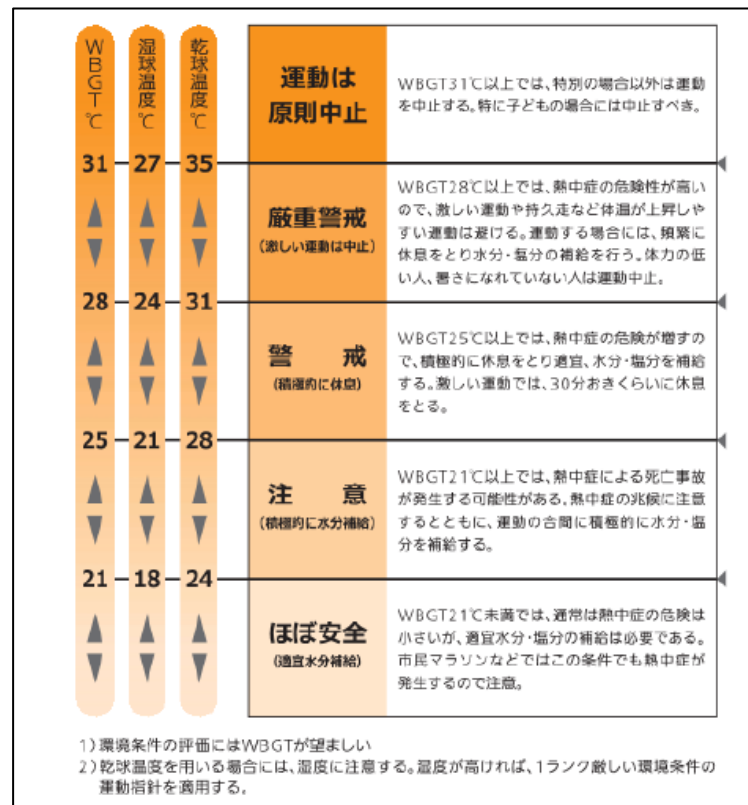 WBGT℃
湿球温度℃
乾球温度℃
運動は
原則中止
WBGT31℃以上では、特別の場合以外は運動
を中止する。特に子どもの場合には中止すべき。
31 27 35
厳重警戒
(激しい運動は中止)
WBGT28℃以上では、熱中症の危険性が高い
ので、激しい運動や持久走など体温が上昇しや
すい運動は避ける。運動する場合には、頻繁に
休息をとり水分・塩分の補給を行う。体力の低
い人、暑さになれていない人は運動中止。
28 24 31
警 戒
(積極的に休息)
WBGT25℃以上では、熱中症の危険が増すの
で、積極的に休息をとり適宜、水分・塩分を補給
する。激しい運動では、30分おきくらいに休息
をとる。
25 21 28
注 意
(積極的に水分補給)
WBGT21℃以上では、熱中症による死亡事故
が発生する可能性がある。熱中症の兆候に注意
するとともに、運動の合間に積極的に水分・塩
分を補給する。
21 18 24
ほぼ安全
(適宜水分補給)
WBGT21℃未満では、通常は熱中症の危険は
小さいが、適宜水分・塩分の補給は必要である。
市民マラソンなどではこの条件でも熱中症が
発生するので注意。
1)環境条件の評価にはWBGTが望ましい
2)乾球温度を用いる場合には、湿度に注意する。湿度が高ければ、1ランク厳しい環境条件の
運動指針を適用する。